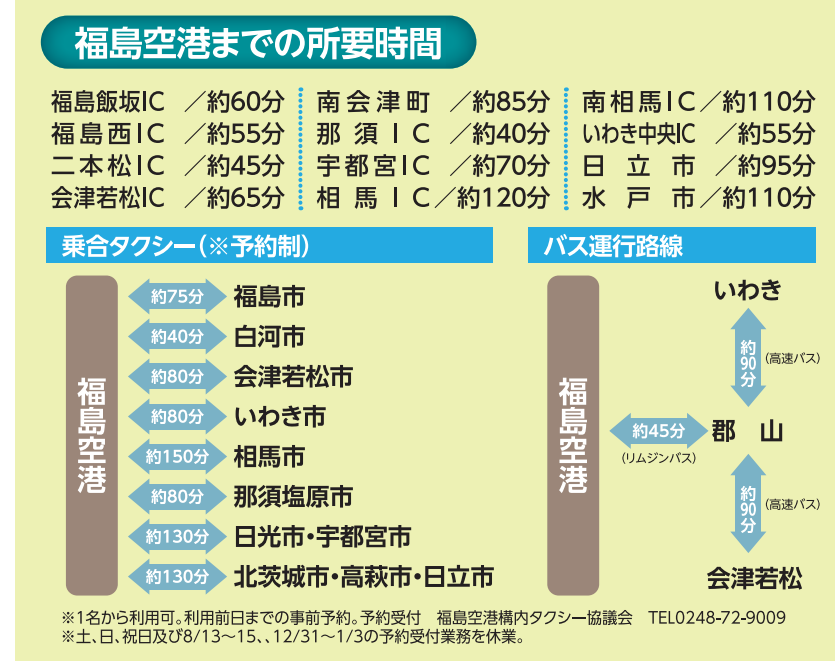 福島空港までの所要時間
福島飯坂IC ／約60分
福島西IC ／約55分
二本松IC ／約45分
会津若松IC ／約65分
南会津町 ／約85分
那須IC ／約40分
宇都宮IC ／約70分
相馬IC／約120分
南相馬IC／約110分
いわき中央IC ／約55分
日立市 ／約95分
水戸市／約110分
乗合タクシー(※予約制)
福島空港
約75分 福島市
約40分 白河市
約80分 会津若松市
約80分 いわき市
約150分 相馬市
約80分 那須塩原市
約130分 日光市・宇都宮市
約130分 北茨城市・高萩市・日立市
バス運行路線
福島空港
いわき
約90分 (高速バス)
約45分 郡 山
(リムジンバス)
約90分 (高速バス)
会津若松
※1名から利用可。利用前日までの事前予約。予約受付 福島空港構内タクシー協議会 TEL0248-72-9009
※土、日、祝日及び8/13〜15、、12/31〜1/3の予約受付業務を休業。